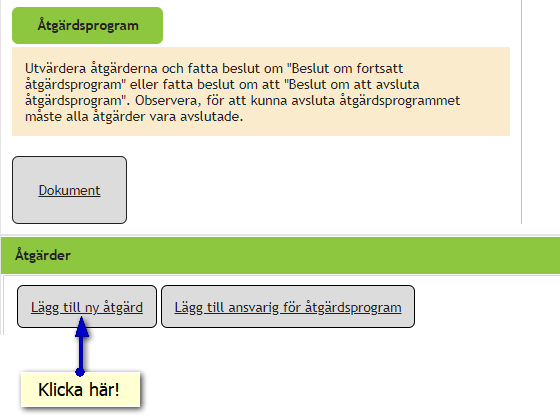 Åtgärdsprogram
Utvärdera åtgärderna och fatta beslut om "Beslut om fortsatt
åtgärdsprogram" eller fatta beslut om att "Beslut om att avsluta
åtgärdsprogram". Observera, för att kunna avsluta åtgärdsprogrammet
måste alla åtgärder vara avslutade.
Dokument
Åtgärder
Lägg till ny åtgärd Lägg till ansvarig för åtgärdsprogram
Klicka här!